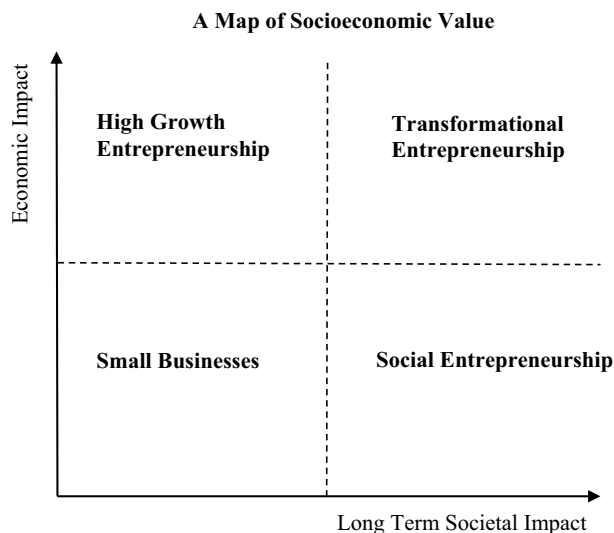 A Map of Socioeconomic Value
Economic Impact
High Growth
Entrepreneurship
Transformational
Entrepreneurship
Small Businesses
Social Entrepreneurship
Long Term Societal Impact